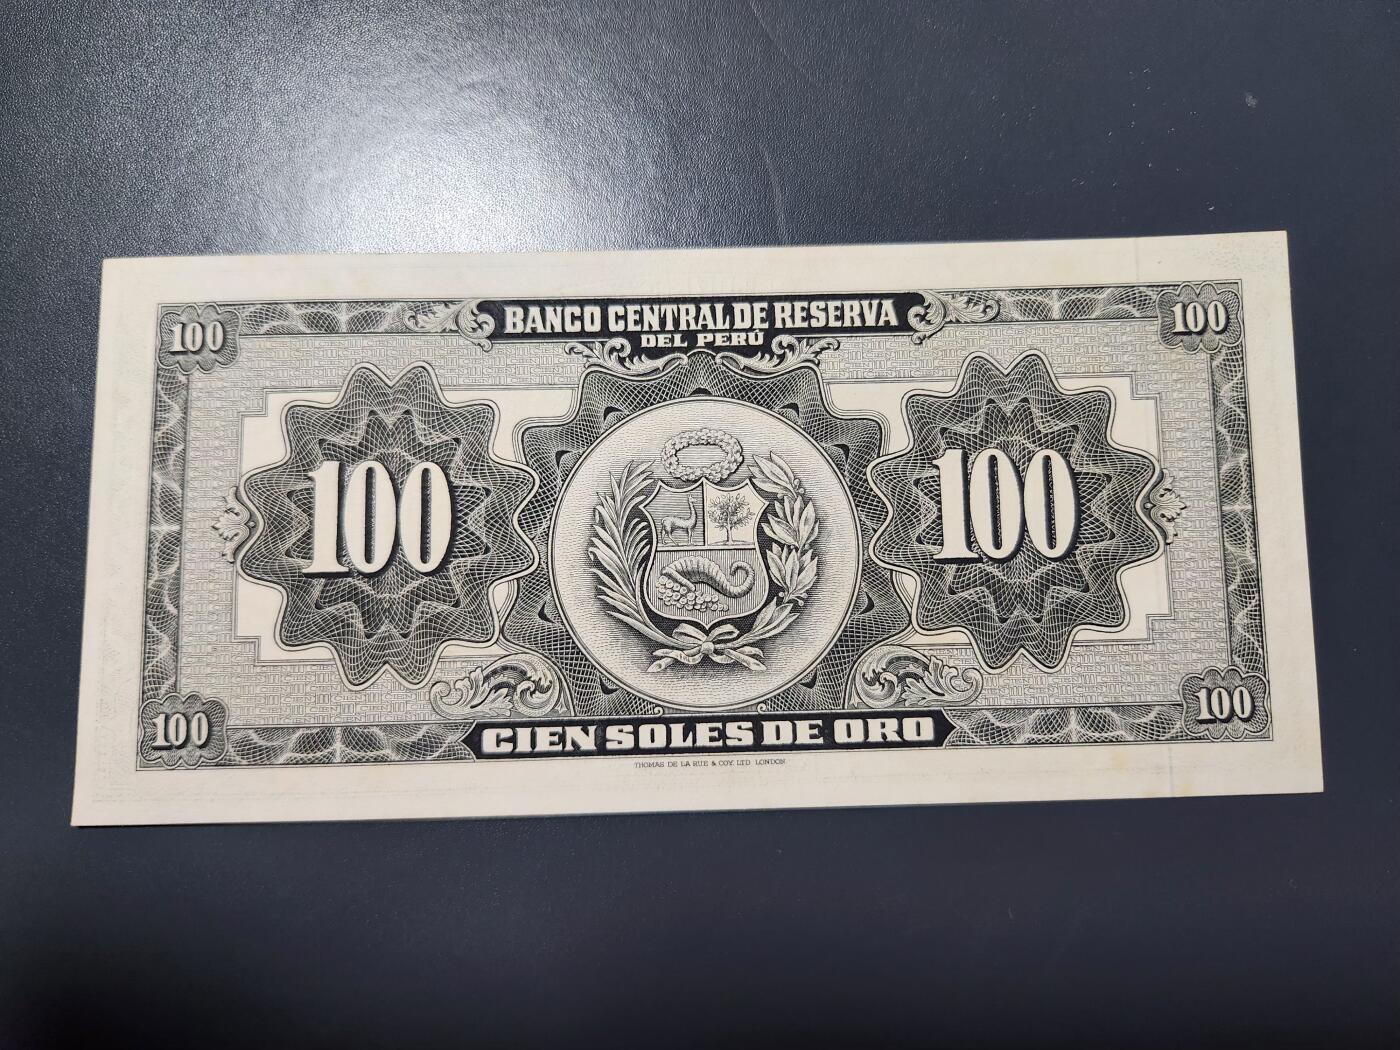 100 BANCO CENTRAL DE RESERVA 100
DEL PERÚ
100 100
100 CIEN SOLES DE ORO 100
THOMAS DE LA RUE & COY. LTD LONDON